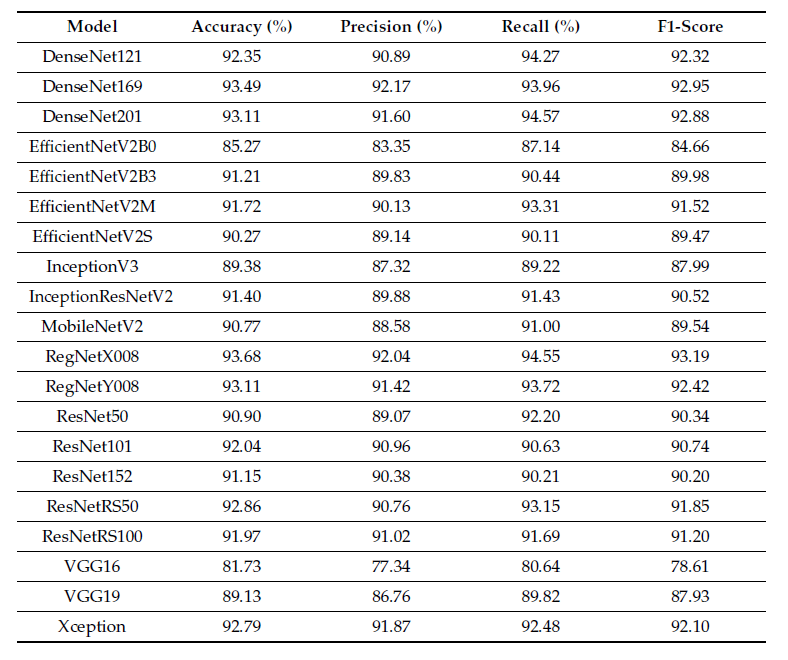 Model Accuracy (%) Precision (%) Recall (%) F1-Score
DenseNet121 92.35 90.89 94.27 92.32
DenseNet169 93.49 92.17 93.96 92.95
DenseNet201 93.11 91.60 94.57 92.88
EfficientNetV2B0 85.27 83.35 87.14 84.66
EfficientNetV2B3 91.21 89.83 90.44 89.98
EfficientNetV2M 91.72 90.13 93.31 91.52
EfficientNetV2S 90.27 89.14 90.11 89.47
InceptionV3 89.38 87.32 89.22 87.99
InceptionResNetV2 91.40 89.88 91.43 90.52
MobileNetV2 90.77 88.58 91.00 89.54
RegNetX008 93.68 92.04 94.55 93.19
RegNetY008 93.11 91.42 93.72 92.42
ResNet50 90.90 89.07 92.20 90.34
ResNet101 92.04 90.96 90.63 90.74
ResNet152 91.15 90.38 90.21 90.20
ResNetRS50 92.86 90.76 93.15 91.85
ResNetRS100 91.97 91.02 91.69 91.20
VGG16 81.73 77.34 80.64 78.61
VGG19 89.13 86.76 89.82 87.93
Xception 92.79 91.87 92.48 92.10